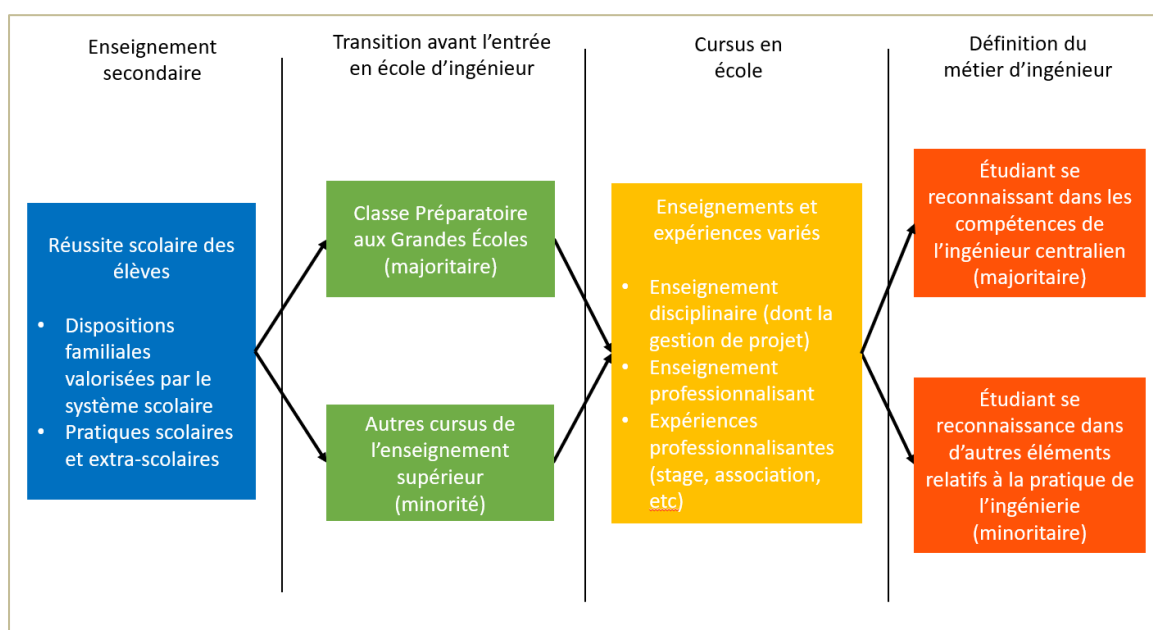 Enseignement
secondaire
Transition avant l'entrée
en école d'ingénieur
Cursus en
école
Définition du
métier d'ingénieur
Réussite scolaire des
élèves
• Dispositions
familiales
valorisées par le
système scolaire
• Pratiques scolaires
et extra-scolaires
Classe Préparatoire
aux Grandes Écoles
(majoritaire)
Autres cursus de
l'enseignement
supérieur
(minorité)
Enseignements et
expériences variés
• Enseignement
disciplinaire (dont la
gestion de projet)
• Enseignement
professionnalisant
• Expériences
professionnalisantes
(stage, association,
etc)
Étudiant se
reconnaissant dans les
compétences de
l'ingénieur centralien
(majoritaire)
Étudiant se
reconnaissance dans
d'autres éléments
relatifs à la pratique de
l'ingénierie
(minoritaire)